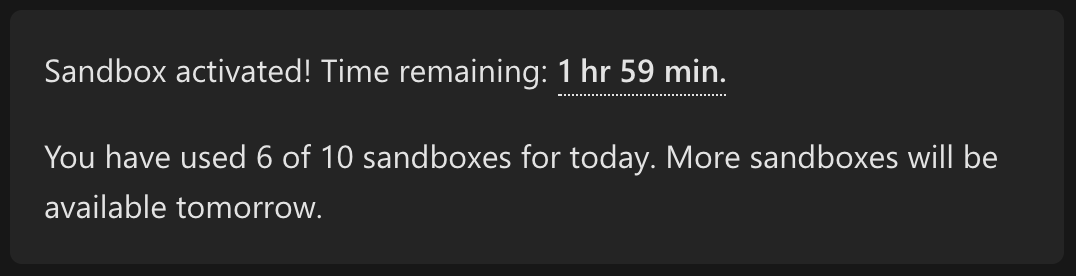 Sandbox activated! Time remaining: 1 hr 59 min.
You have used 6 of 10 sandboxes for today. More sandboxes will be
available tomorrow.